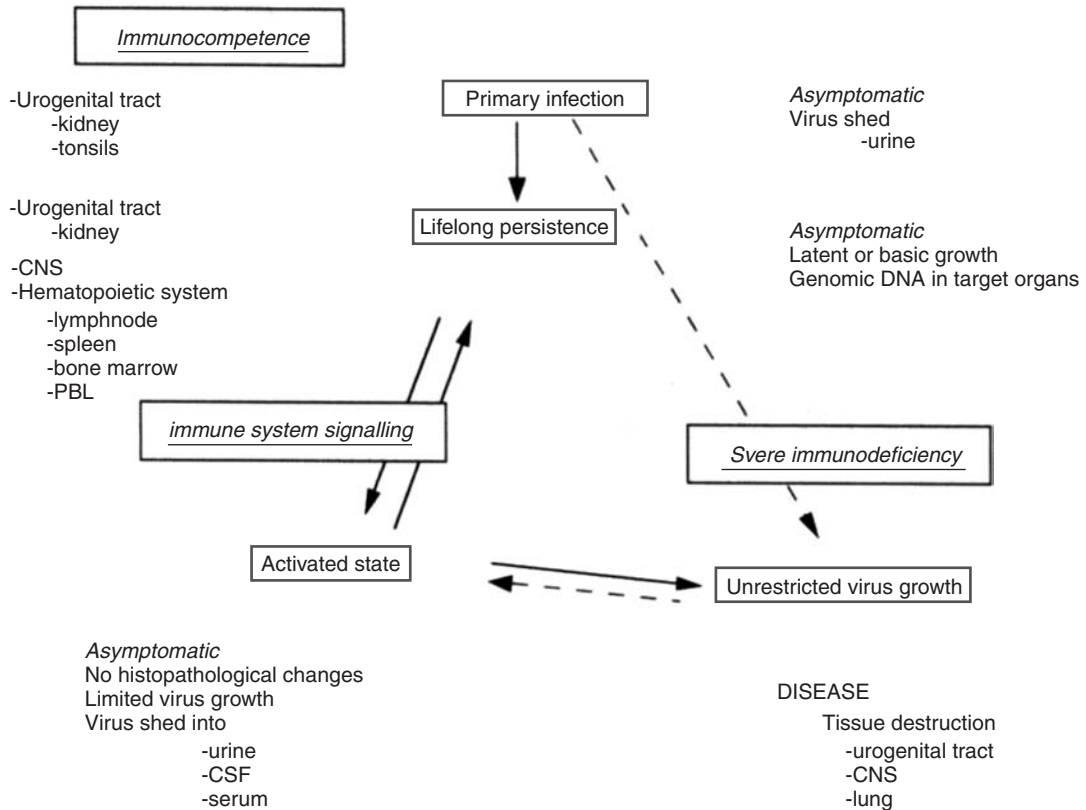 Immunocompetence
-Urogenital tract
-kidney
-tonsils
Primary infection
Asymptomatic
Virus shed
-urine
-Urogenital tract
-kidney
Lifelong persistence
Asymptomatic
Latent or basic growth
Genomic DNA in target organs
-CNS
-Hematopoietic system
-lymphnode
-spleen
-bone marrow
-PBL
immune system signalling
Svere immunodeficiency
Activated state
Unrestricted virus growth
Asymptomatic
No histopathological changes
Limited virus growth
Virus shed into
-urine
-CSF
-serum
DISEASE
Tissue destruction
-urogenital tract
-CNS
-lung